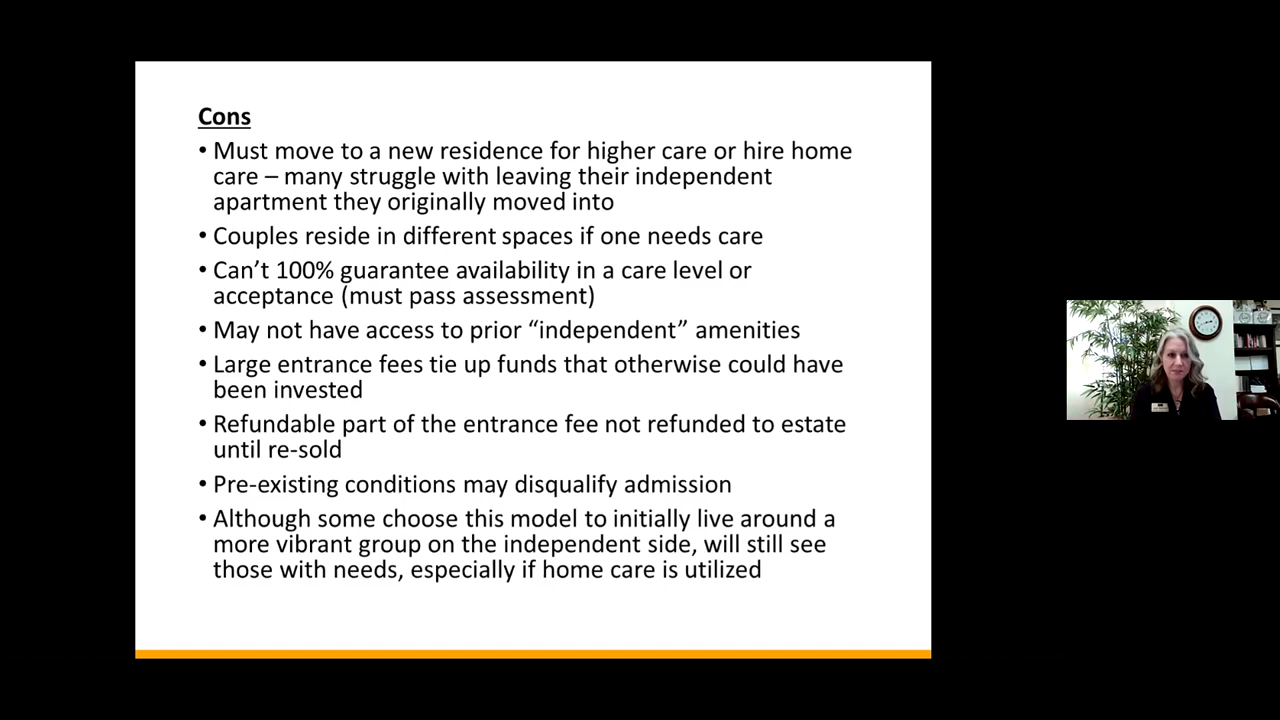 Cons
• Must move to a new residence for higher care or hire home
care – many struggle with leaving their independent
apartment they originally moved into
• Couples reside in different spaces if one needs care
• Can’t 100% guarantee availability in a care level or
acceptance (must pass assessment)
• May not have access to prior “independent” amenities
• Large entrance fees tie up funds that otherwise could have
been invested
• Refundable part of the entrance fee not refunded to estate
until re-sold
• Pre-existing conditions may disqualify admission
• Although some choose this model to initially live around a
more vibrant group on the independent side, will still see
those with needs, especially if home care is utilized